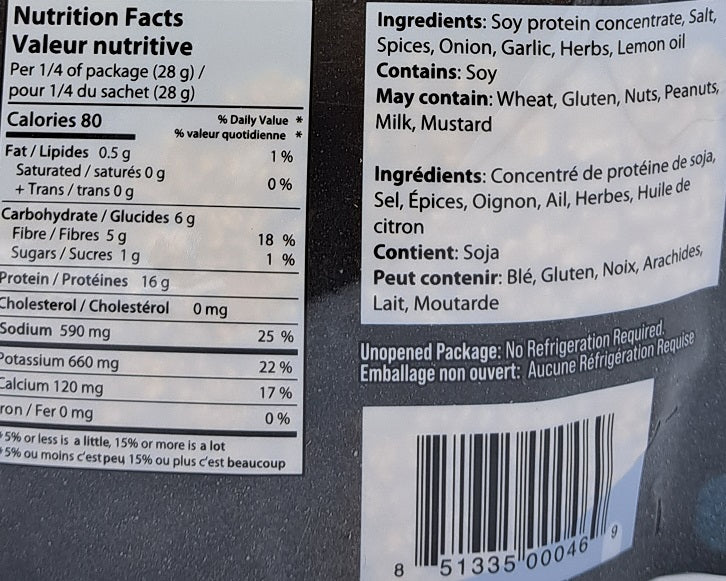 Nutrition Facts
Valeur nutritive
Per 1/4 of package (28 g) /
pour 1/4 du sachet (28 g)
Calories 80
% Daily Value *
% valeur quotidienne *
Fat / Lipides 0.5 g 1 %
Saturated / saturés 0 g
+ Trans / trans 0 g 0 %
Carbohydrate / Glucides 6 g
Fibre / Fibres 5 g 18 %
Sugars / Sucres 1 g 1 %
Protein / Protéines 16 g
Cholesterol / Cholestérol 0 mg
Sodium 590 mg 25 %
Potassium 660 mg 22 %
Calcium 120 mg 17 %
ron / Fer 0 mg 0 %
*5% or less is a little, 15% or more is a lot
*5% ou moins c'est peu 15% ou plus c'est beaucoup
Ingredients: Soy protein concentrate, Salt,
Spices, Onion, Garlic, Herbs, Lemon oil
Contains: Soy
May contain: Wheat, Gluten, Nuts, Peanuts,
Milk, Mustard
Ingrédients: Concentré de protéine de soja,
Sel, Épices, Oignon, Ail, Herbes, Huile de
citron
Contient: Soja
Peut contenir: Blé, Gluten, Noix, Arachides,
Lait, Moutarde
Unopened Package: No Refrigeration Required.
Emballage non ouvert: Aucune Réfrigération Requise
8 51335 00046 9